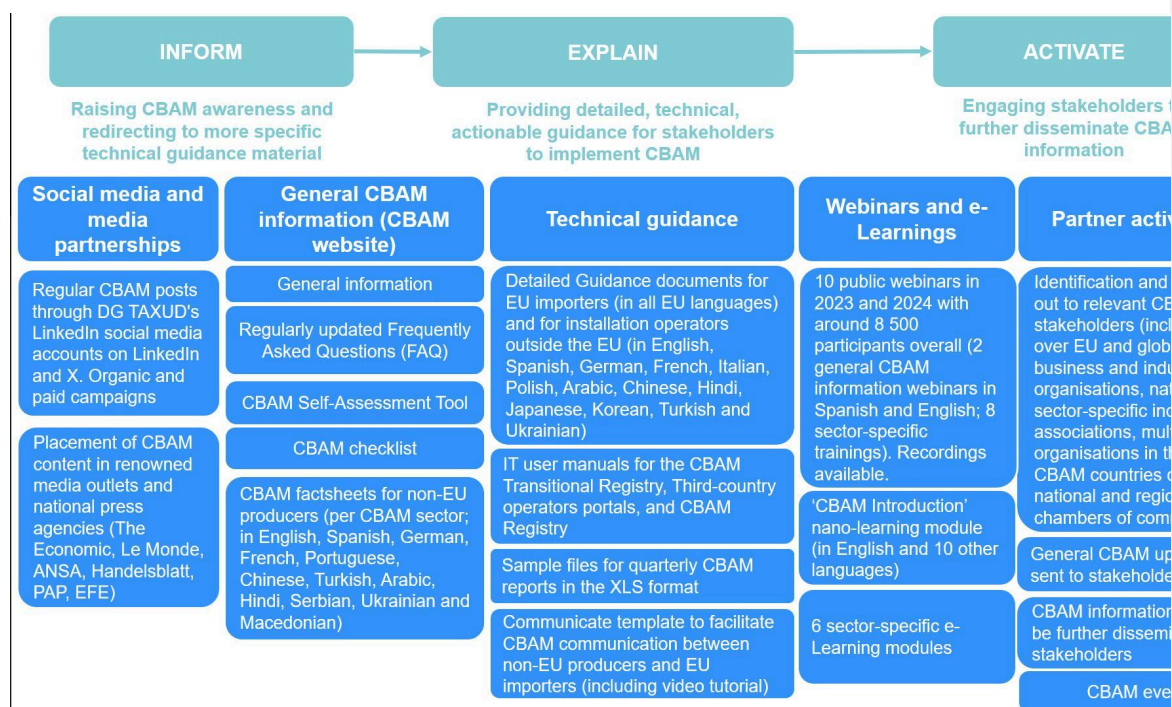 INFORM
EXPLAIN
ACTIVATE
Raising CBAM awareness and
redirecting to more specific
technical guidance material
Providing detailed, technical,
actionable guidance for stakeholders
to implement CBAM
Engaging stakeholders
further disseminate
information
Social media and
media
partnerships
General CBAM
information (CBAM
website)
Technical guidance
Webinars and e-
Learnings
Partner
Regular CBAM posts
through DG TAXUD's
LinkedIn social media
accounts on LinkedIn
and X. Organic and
paid campaigns
Placement of CBAM
content in renowned
media outlets and
national press
agencies (The
Economic, Le Monde,
ANSA, Handelsblatt,
PAP, EFE)
General information
Regularly updated Frequently
Asked Questions (FAQ)
CBAM Self-Assessment Tool
CBAM checklist
CBAM factsheets for non-EU
producers (per CBAM sector;
in English, Spanish, German,
French, Portuguese,
Chinese, Turkish, Arabic,
Hindi, Serbian, Ukrainian and
Macedonian)
Detailed Guidance documents for
EU importers (in all EU languages)
and for installation operators
outside the EU (in English,
Spanish, German, French, Italian,
Polish, Arabic, Chinese, Hindi,
Japanese, Korean, Turkish and
Ukrainian)
IT user manuals for the CBAM
Transitional Registry, Third-country
operators portals, and CBAM
Registry
Sample files for quarterly CBAM
reports in the XLS format
Communicate template to facilitate
CBAM communication between
non-EU producers and EU
importers (including video tutorial)
10 public webinars in
2023 and 2024 with
around 8 500
participants overall (2
general CBAM
information webinars in
Spanish and English; 8
sector-specific
trainings). Recordings
available.
‘CBAM Introduction’
nano-learning module
(in English and 10 other
languages)
6 sector-specific e-
Learning modules
Identification and
out to relevant
stakeholders
over EU and
business and
organisations,
sector-specific
associations,
organisations in
CBAM countries
national and
chambers of
General CBAM
sent to
CBAM information
be further
stakeholders
CBAM